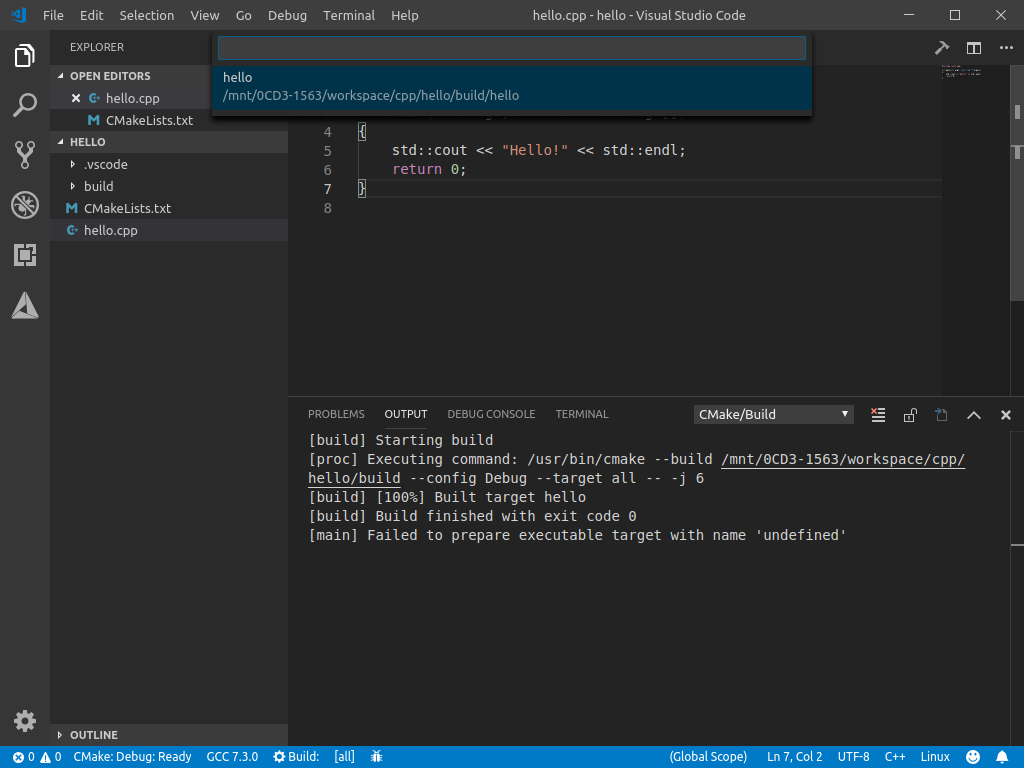 File Edit Selection View Go Debug Terminal Help hello.cpp - hello - Visual Studio Code
EXPLORER
OPEN EDITORS
hello.cpp
CMakeLists.txt
HELLO
.vscode
build
CMakeLists.txt
hello.cpp
OUTLINE
hello
/mnt/0CD3-1563/workspace/cpp/hello/build/hello
4 {
5 std::cout << "Hello!" << std::endl;
6 return 0;
7 }
8
PROBLEMS OUTPUT DEBUG CONSOLE TERMINAL CMake/Build
[build] Starting build
[proc] Executing command: /usr/bin/cmake --build /mnt/0CD3-1563/workspace/cpp/
hello/build --config Debug --target all -- -j 6
[build] [100%] Built target hello
[build] Build finished with exit code 0
[main] Failed to prepare executable target with name 'undefined'
0 0 CMake: Debug: Ready GCC 7.3.0 Build: [all] (Global Scope) Ln 7, Col 2 UTF-8 C++ Linux